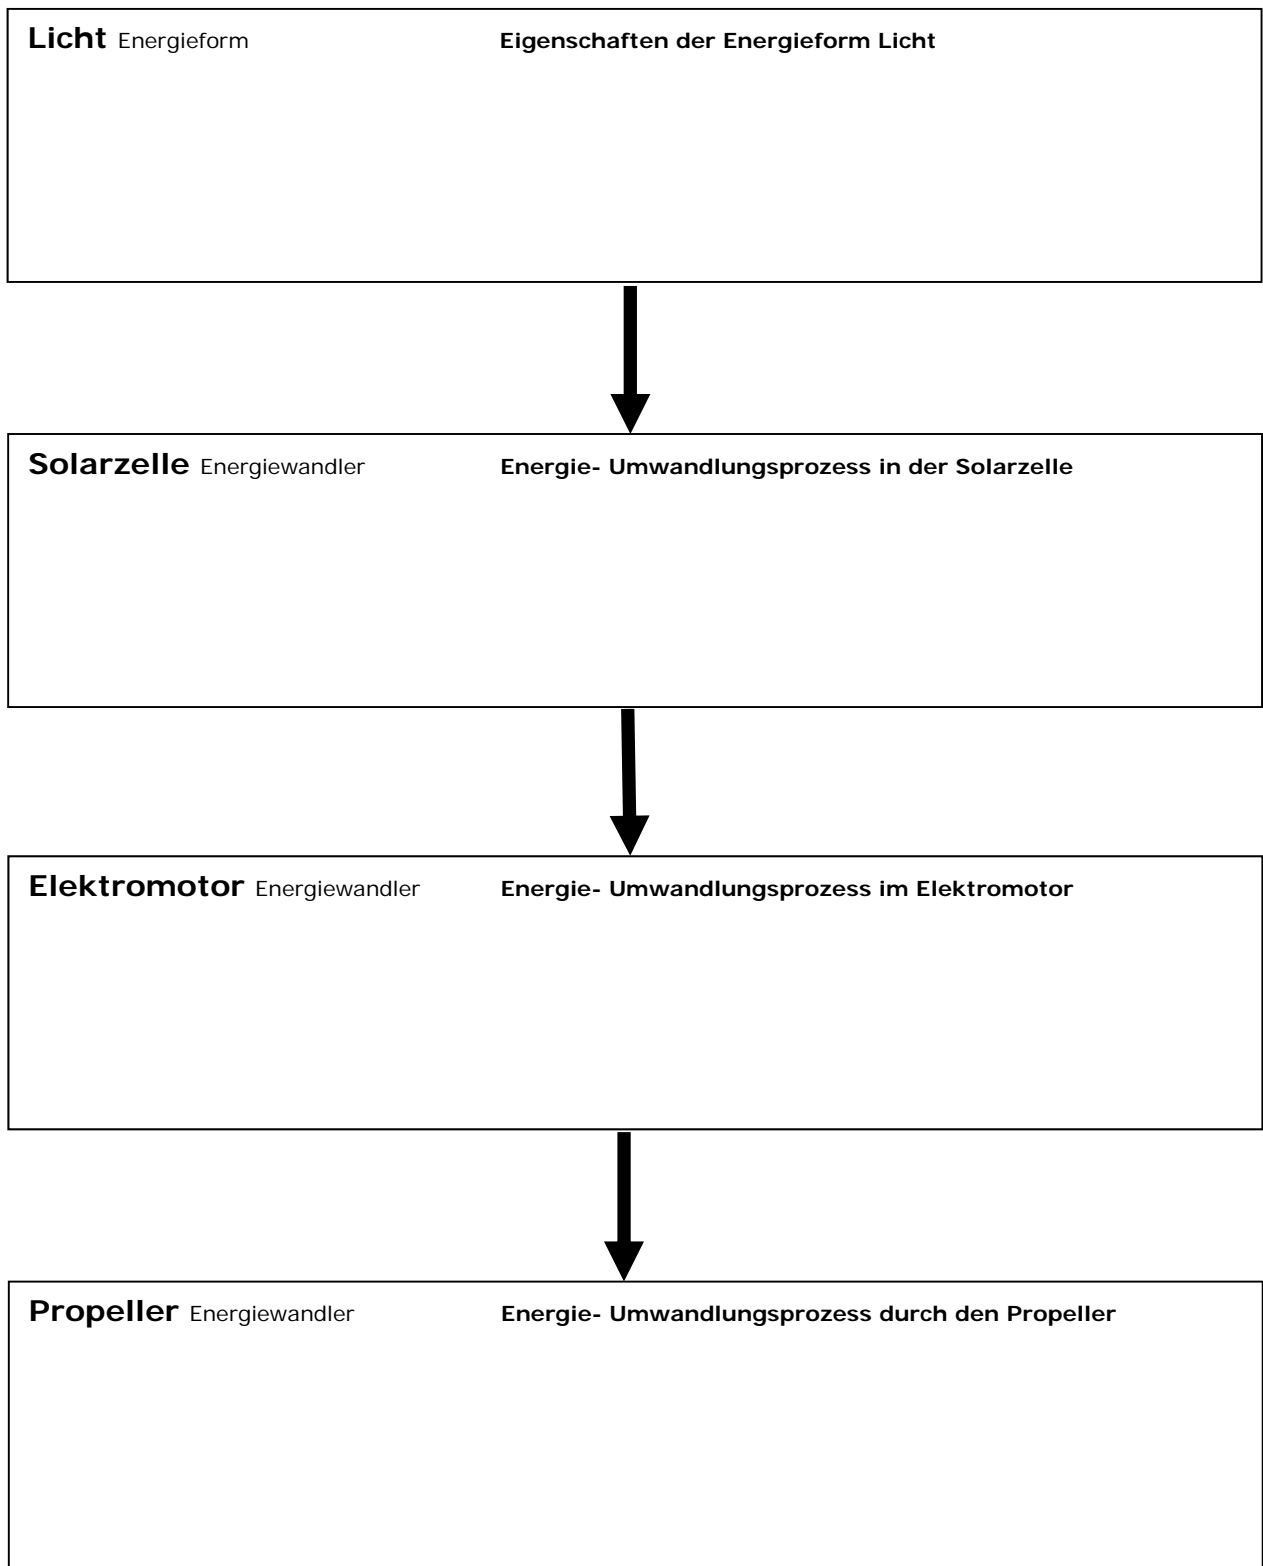 Licht Energieform Eigenschaften der Energieform Licht
Solarzelle Energiewandler Energie- Umwandlungsprozess in der Solarzelle
Elektromotor Energiewandler Energie- Umwandlungsprozess im Elektromotor
Propeller Energiewandler Energie- Umwandlungsprozess durch den Propeller